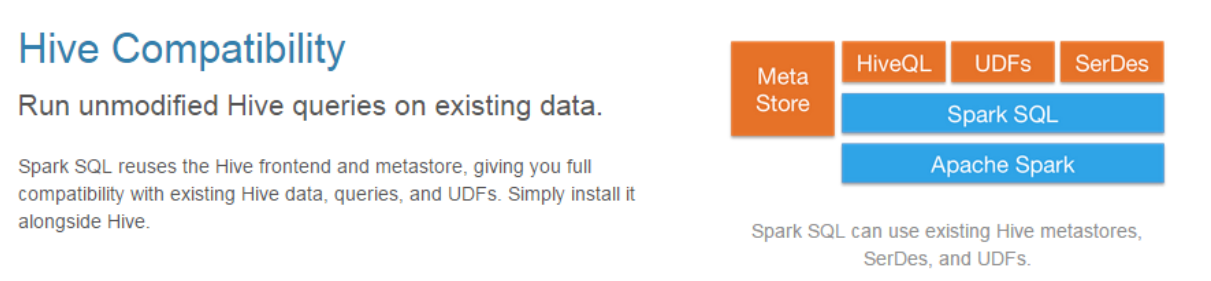 Hive Compatibility
Run unmodified Hive queries on existing data.
Spark SQL reuses the Hive frontend and metastore, giving you full
compatibility with existing Hive data, queries, and UDFs. Simply install it
alongside Hive.
Meta
Store
HiveQL
UDFs
SerDes
Spark SQL
Apache Spark
Spark SQL can use existing Hive metastores,
SerDes, and UDFs.